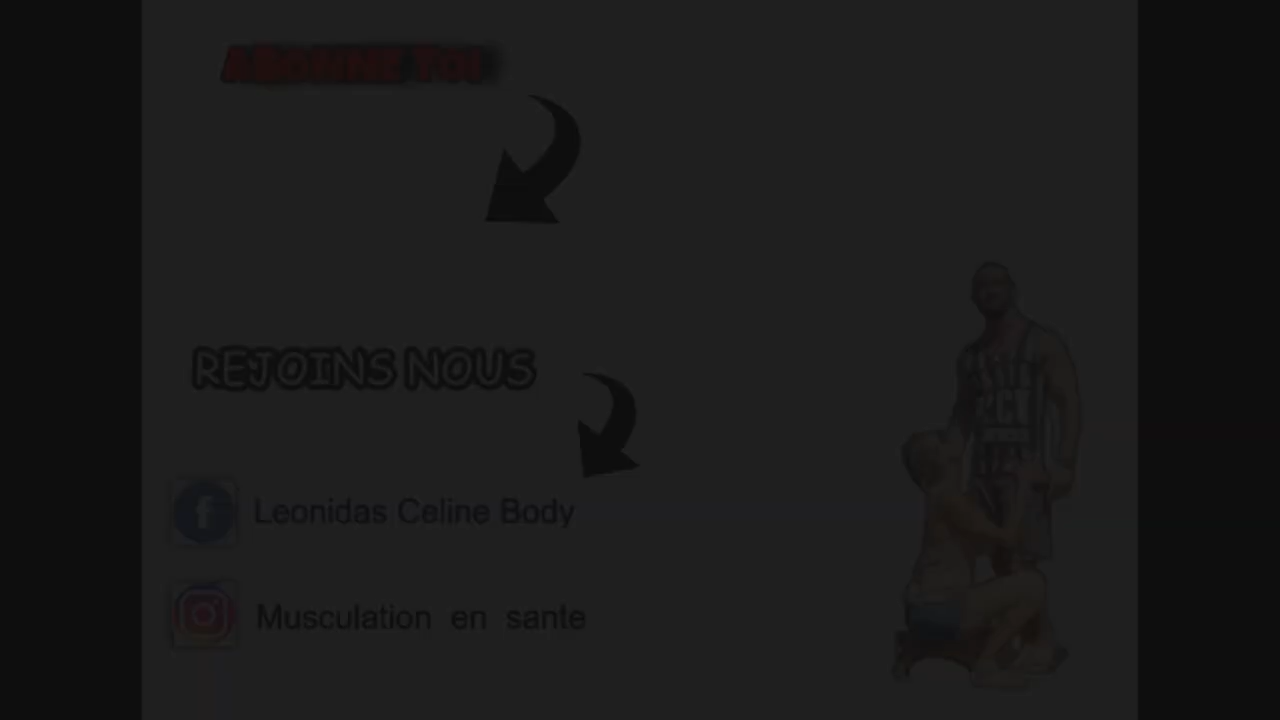 ABONNE TOI
REJOINS NOUS
Leonidas Celine Body
Musculation en sante